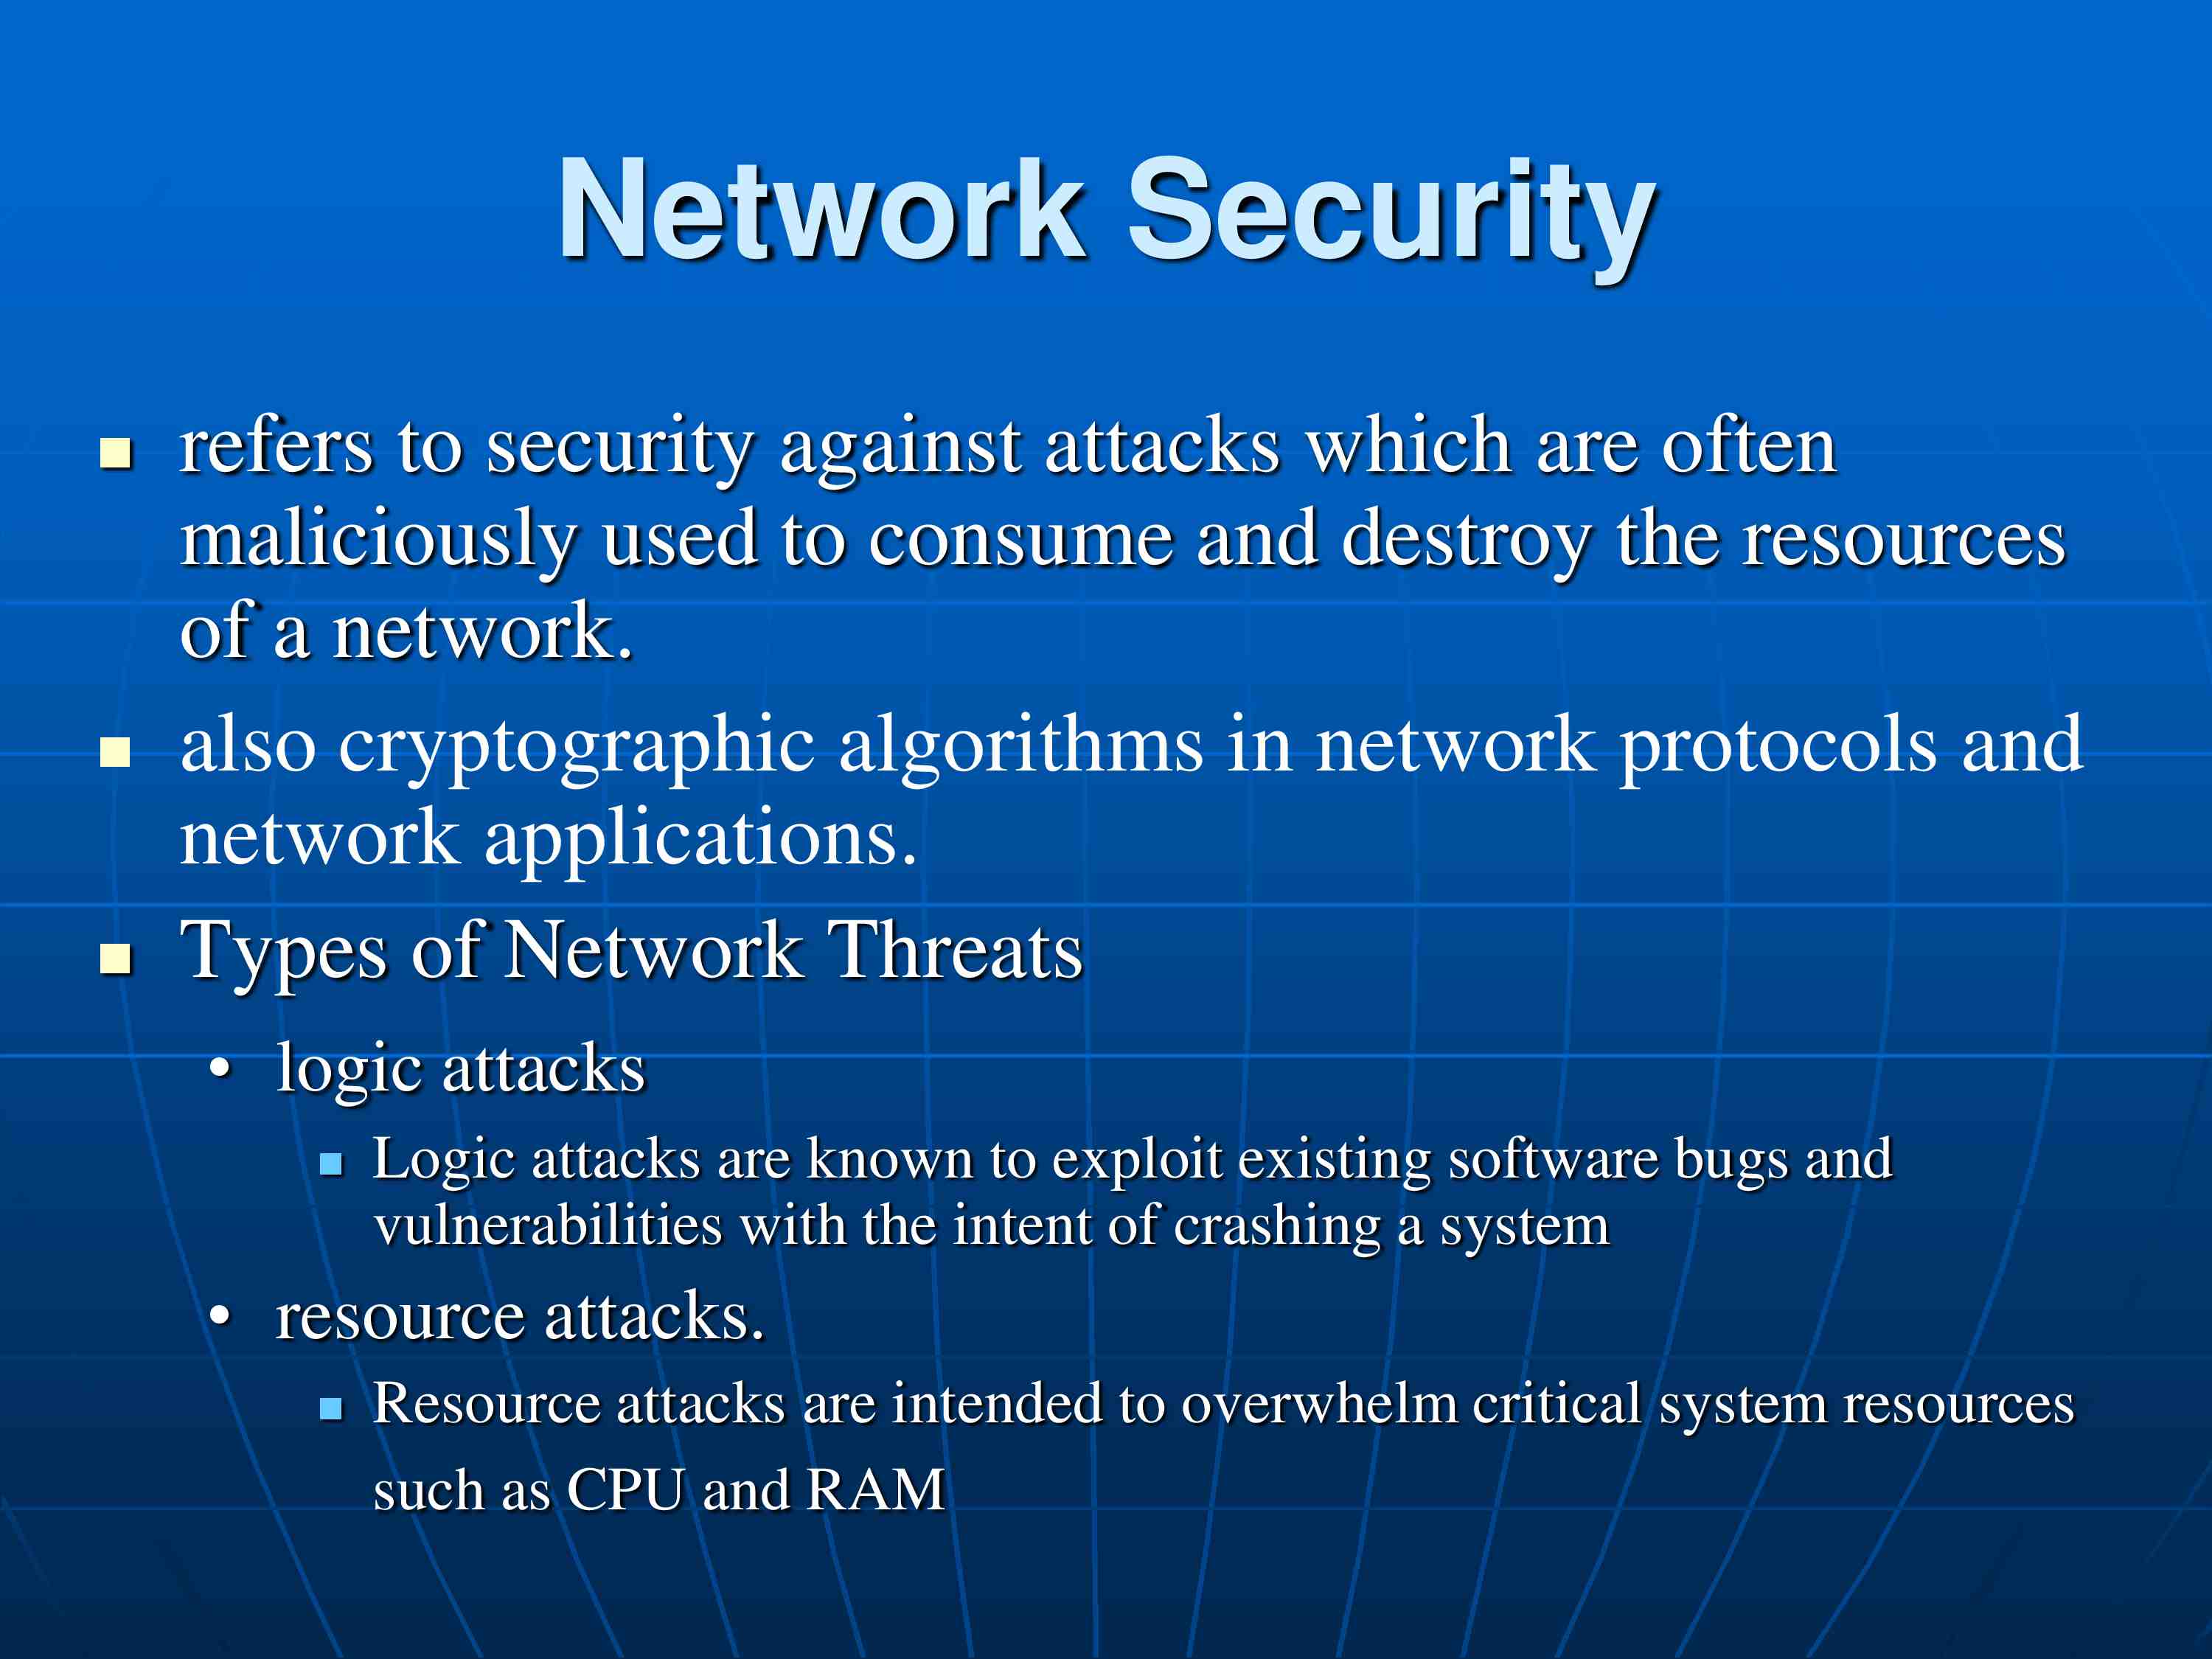 Network Security
refers to security against attacks which are often
maliciously used to consume and destroy the resources
of a network.
also cryptographic algorithms in network protocols and
network applications.
Types of Network Threats
• logic attacks
Logic attacks are known to exploit existing software bugs and
vulnerabilities with the intent of crashing a system
• resource attacks.
Resource attacks are intended to overwhelm critical system resources
such as CPU and RAM